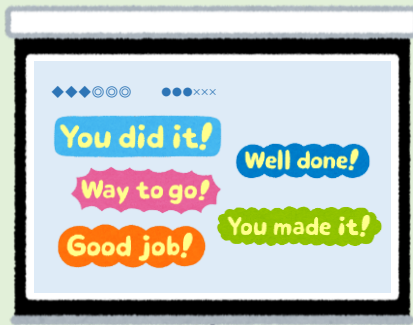 ◆◆◆◎◎◎ ●●●×××
You did it!
Well done!
Way to go!
You made it!
Good job!